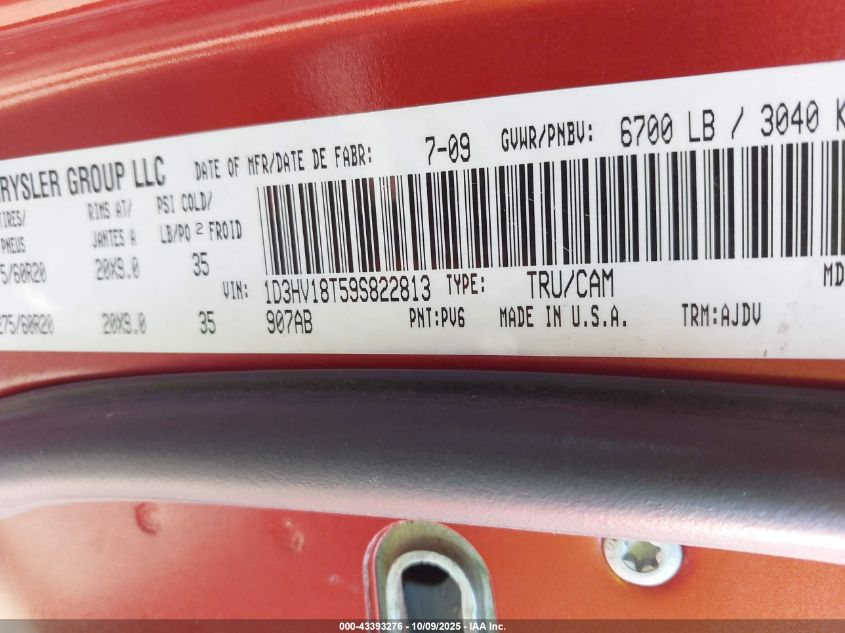 RYSLER GROUP LLC DATE OF MFR/DATE DE FABR: 7-09 GVWR/PNBV: 6700 LB / 3040 K
TIRES/ RIMS AT/ PSI COLD/
PNEUS JANTES A LB/PO 2 FROID
5/60R20 20X9.0 35
VIN: 1D3HV18T59S822813 TYPE: TRU/CAM MD
275/60R20 20X9.0 35 907AB PNT:PV6 MADE IN U.S.A. TRM:AJDV
000-43393276 - 10/09/2025 - IAA Inc.